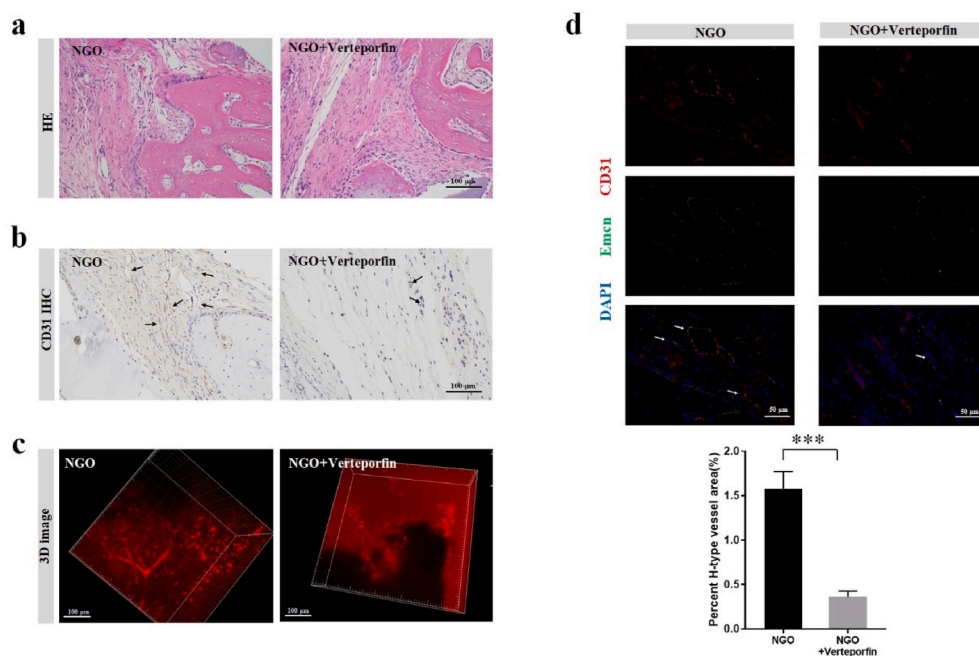 a
HE
NGO
NGO+Verteporfin
100 μm
b
CD31 IHC
NGO
NGO+Verteporfin
100 μm
c
3D image
NGO
NGO+Verteporfin
100 μm
100 μm
d
NGO
NGO+Verteporfin
DAPI Emcn CD31
50 μm
50 μm
***
Percent H-type vessel area(%)
2.0
1.5
1.0
0.5
0.0
NGO
NGO
+Verteporfin